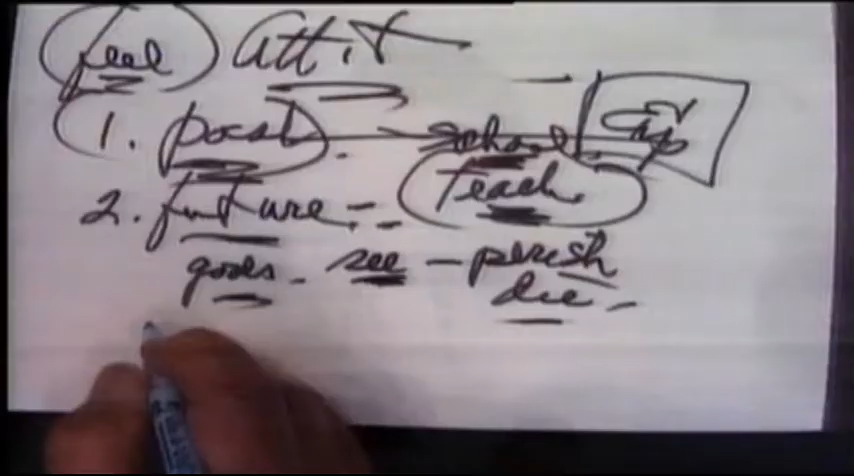 feel attit
1. past. - school
teach
2. future -
goals - see - perish
die -